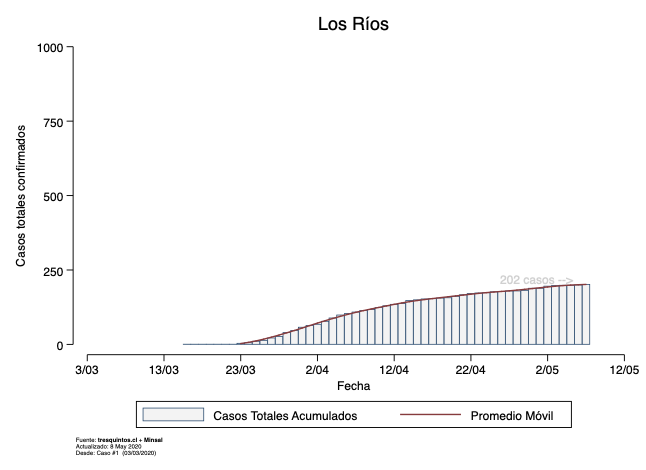 Los Ríos
Casos totales confirmados
1000
750
500
250
0
202 casos -->
3/03 13/03 23/03 2/04 12/04 22/04 2/05 12/05
Fecha
Casos Totales Acumulados Promedio Móvil
Fuente: tresquintos.cl + Minsal
Actualizado: 8 May 2020
Desde: Caso #1 (03/03/2020)